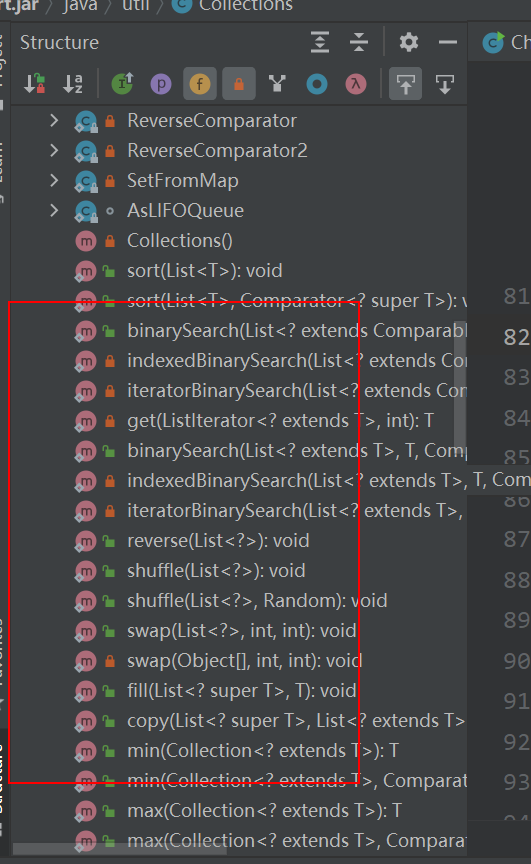 rt.jar > java > util > Collections
Structure
Ch
ReverseComparator
ReverseComparator2
SetFromMap
AsLIFOQueue
Collections()
sort(List<T>): void
sort(List<T>, Comparator<? super T>): v
binarySearch(List<? extends Comparabl
indexedBinarySearch(List<? extends Co
iteratorBinarySearch(List<? extends Com
get(ListIterator<? extends T>, int): T
binarySearch(List<? extends T>, T, Comp
indexedBinarySearch(List<? extends T>, T, Com
iteratorBinarySearch(List<? extends T>,
reverse(List<?>): void
shuffle(List<?>): void
shuffle(List<?>, Random): void
swap(List<?>, int, int): void
swap(Object[], int, int): void
fill(List<? super T>, T): void
copy(List<? super T>, List<? extends T>
min(Collection<? extends T>): T
min(Collection<? extends T>, Comparat
max(Collection<? extends T>): T
max(Collection<? extends T>, Comparat
81
82
83
84
85
86
87
88
89
90
91
92
93
94